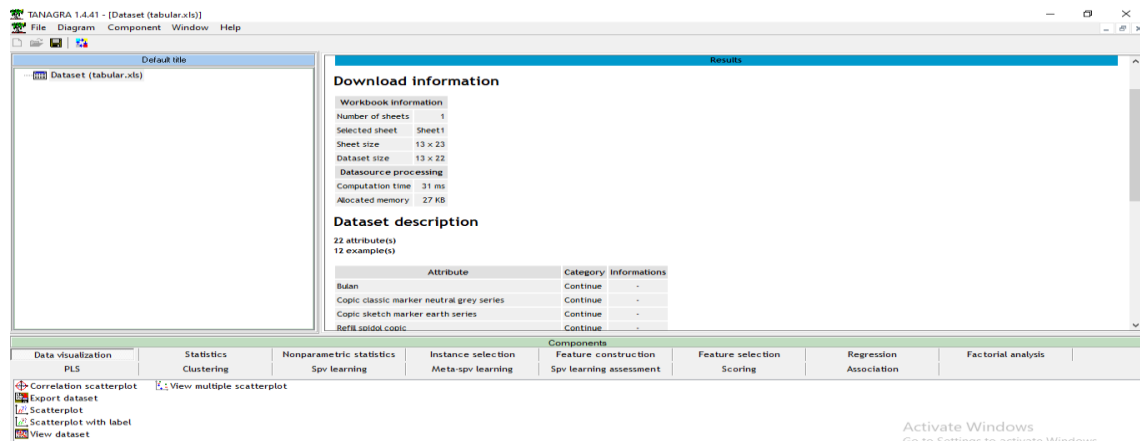 TANAGRA 1.4.41 - [Dataset (tabular.xls)]
File Diagram Component Window Help
Default title
Dataset (tabular.xls)
Results
Download information
Workbook information
Number of sheets 1
Selected sheet Sheet1
Sheet size 13 x 23
Dataset size 13 x 22
Datasource processing
Computation time 31 ms
Allocated memory 27 KB
Dataset description
22 attribute(s)
12 example(s)
Attribute Category Informations
Bulan Continue -
Copic classic marker neutral grey series Continue -
Copic sketch marker earth series Continue -
Refill spidol copic Continue -
Components
Data visualization Statistics Nonparametric statistics Instance selection Feature construction Feature selection Regression Factorial analysis
PLS Clustering Spv learning Meta-spv learning Spv learning assessment Scoring Association
Correlation scatterplot View multiple scatterplot
Export dataset
Scatterplot
Scatterplot with label
View dataset
Activate Windows
Go to Settings to activate Windows.